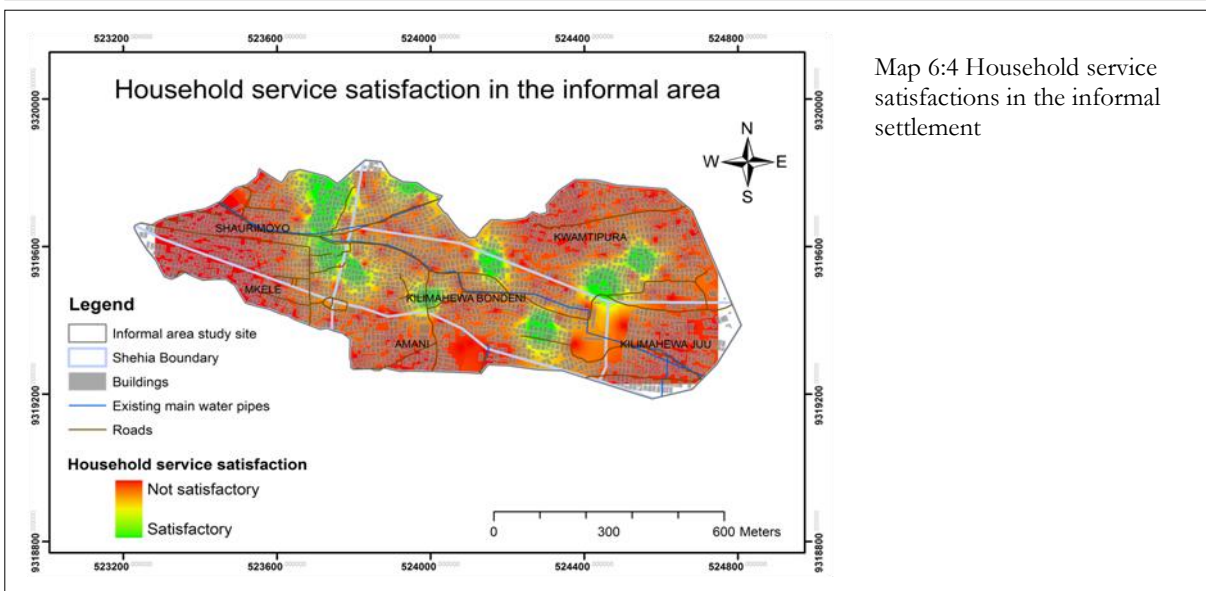 523200 523600 524000 524400 524800
Household service satisfaction in the informal area
9320000
9320000
N
W E
S
9319600
9319600
SHAURIMOYO
KWAMTIPURA
MKELE
KILIMAHEWA BONDENI
AMANI
KILIMAHEWA JUU
Legend
Informal area study site
Shehia Boundary
Buildings
Existing main water pipes
Roads
9319200
9319200
Household service satisfaction
Not satisfactory
Satisfactory
0 300 600 Meters
9318800
9318800
523200 523600 524000 524400 524800
Map 6:4 Household service
satisfactions in the informal
settlement